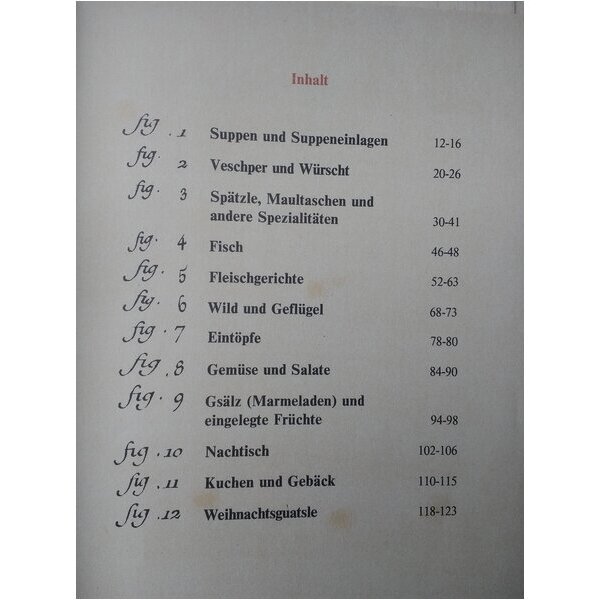 Inhalt
fig. 1 Suppen und Suppeneinlagen 12-16
fig. 2 Veschper und Würscht 20-26
fig. 3 Spätzle, Maultaschen und
andere Spezialitäten 30-41
fig. 4 Fisch 46-48
fig. 5 Fleischgerichte 52-63
fig. 6 Wild und Geflügel 68-73
fig. 7 Eintöpfe 78-80
fig. 8 Gemüse und Salate 84-90
fig. 9 Gsälz (Marmeladen) und
eingelegte Früchte 94-98
fig. 10 Nachtisch 102-106
fig. 11 Kuchen und Gebäck 110-115
fig. 12 Weihnachtsguatsle 118-123